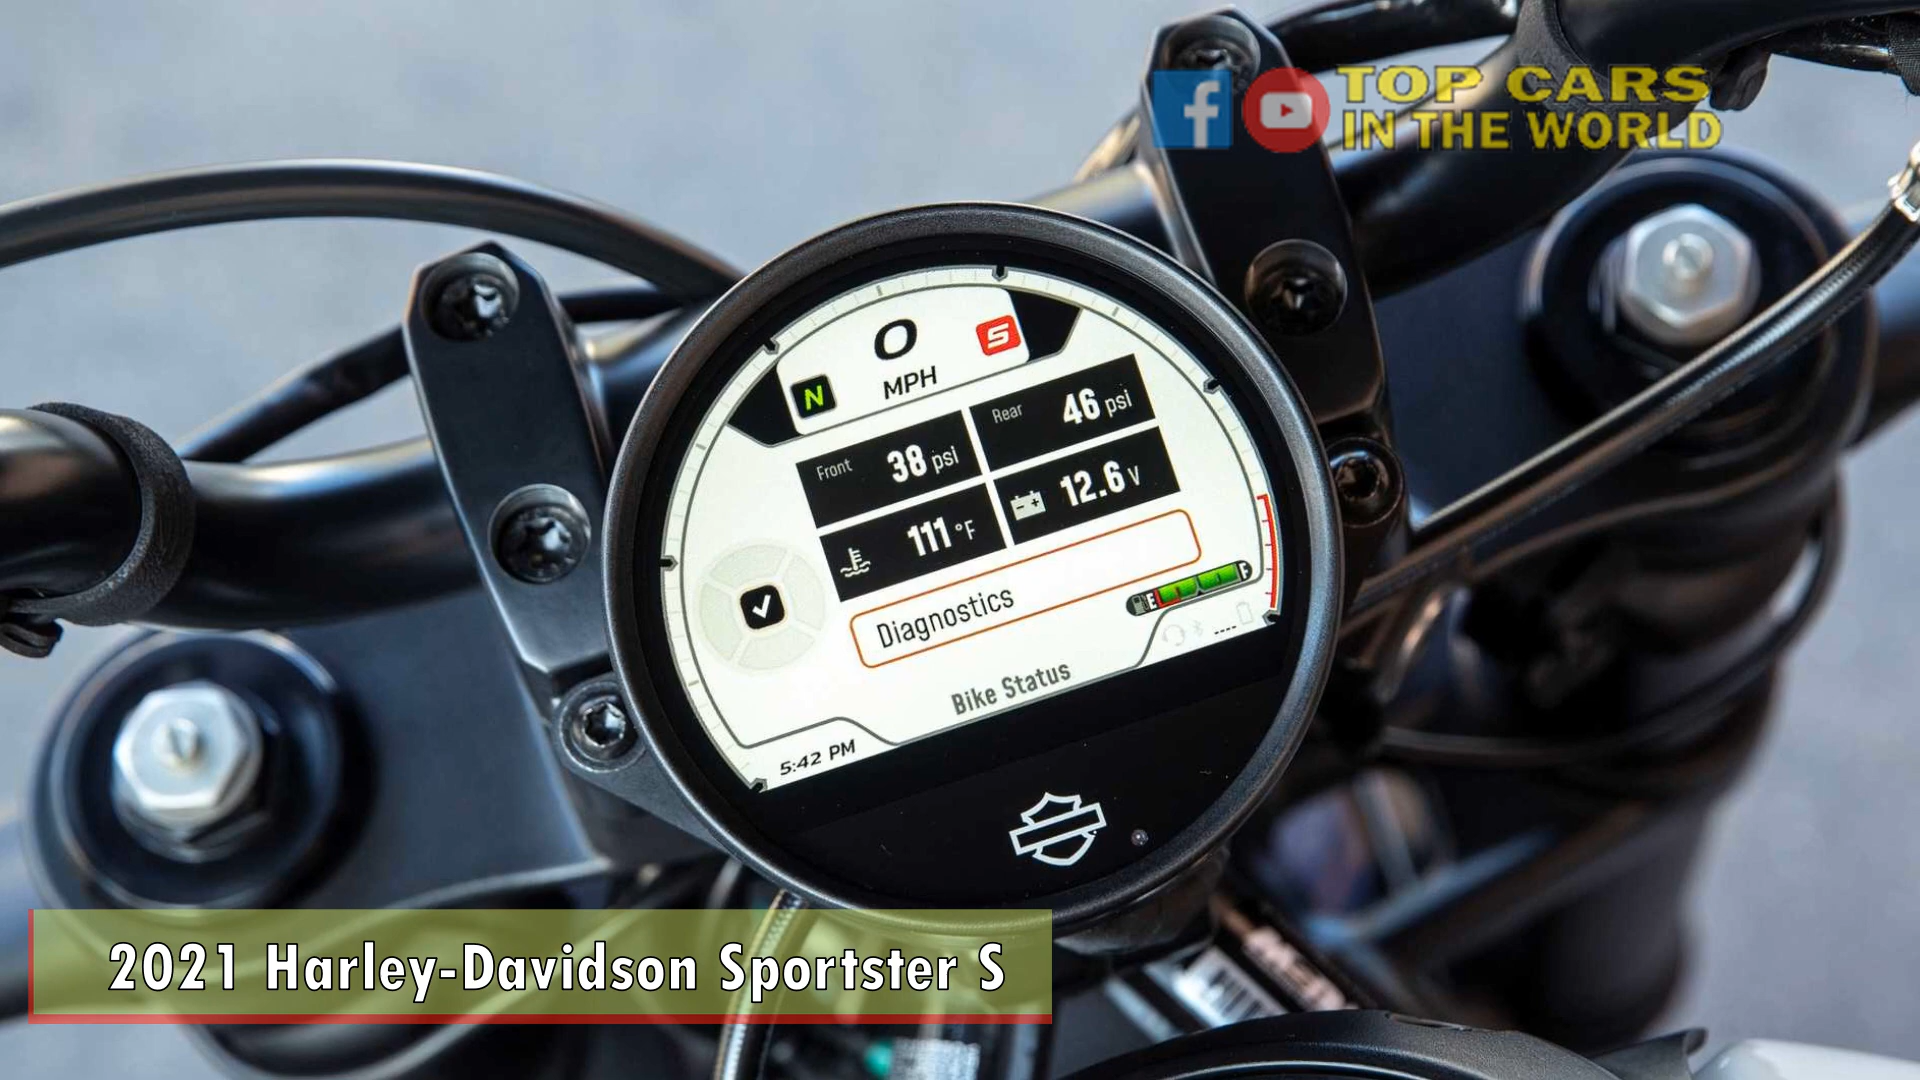 TOP CARS
IN THE WORLD
0
S
N
MPH
Front 38 psi
Rear 46 psi
111 °F
12.6 V
Diagnostics
E F
Bike Status
5:42 PM
2021 Harley-Davidson Sportster S